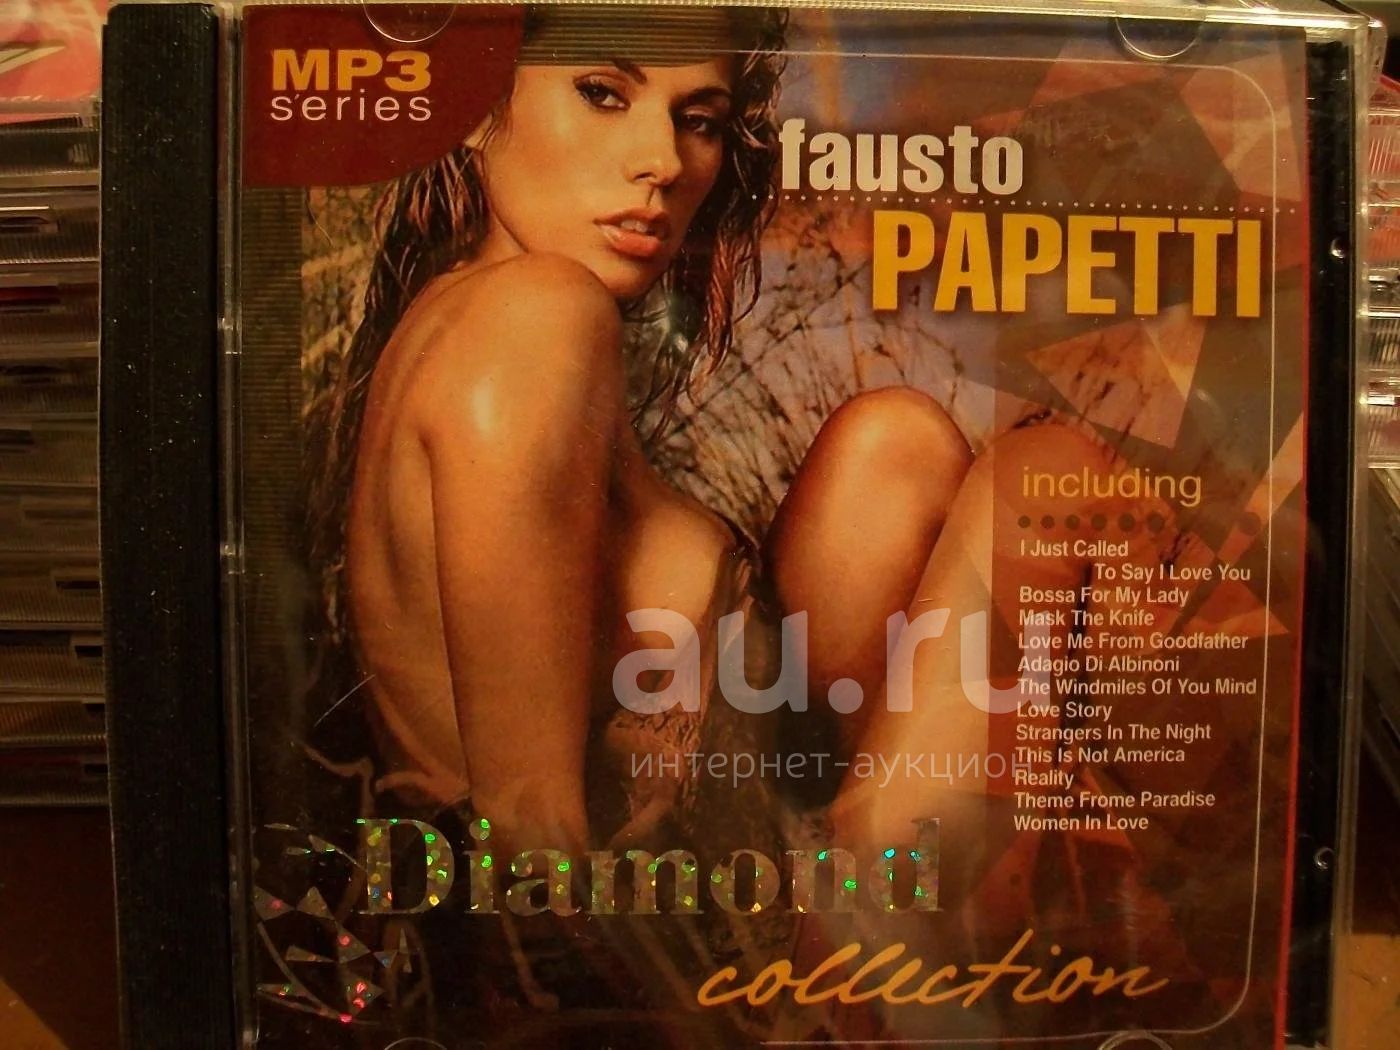 MP3
series
fausto
PAPETTI
including
I Just Called
To Say I Love You
Bossa For My Lady
Mask The Knife
Love Me From Goodfather
Adagio Di Albinoni
The Windmiles Of You Mind
Love Story
Strangers In The Night
This Is Not America
Reality
Theme Frome Paradise
Women In Love
au.ru
интернет-аукцион
Diamond
collection